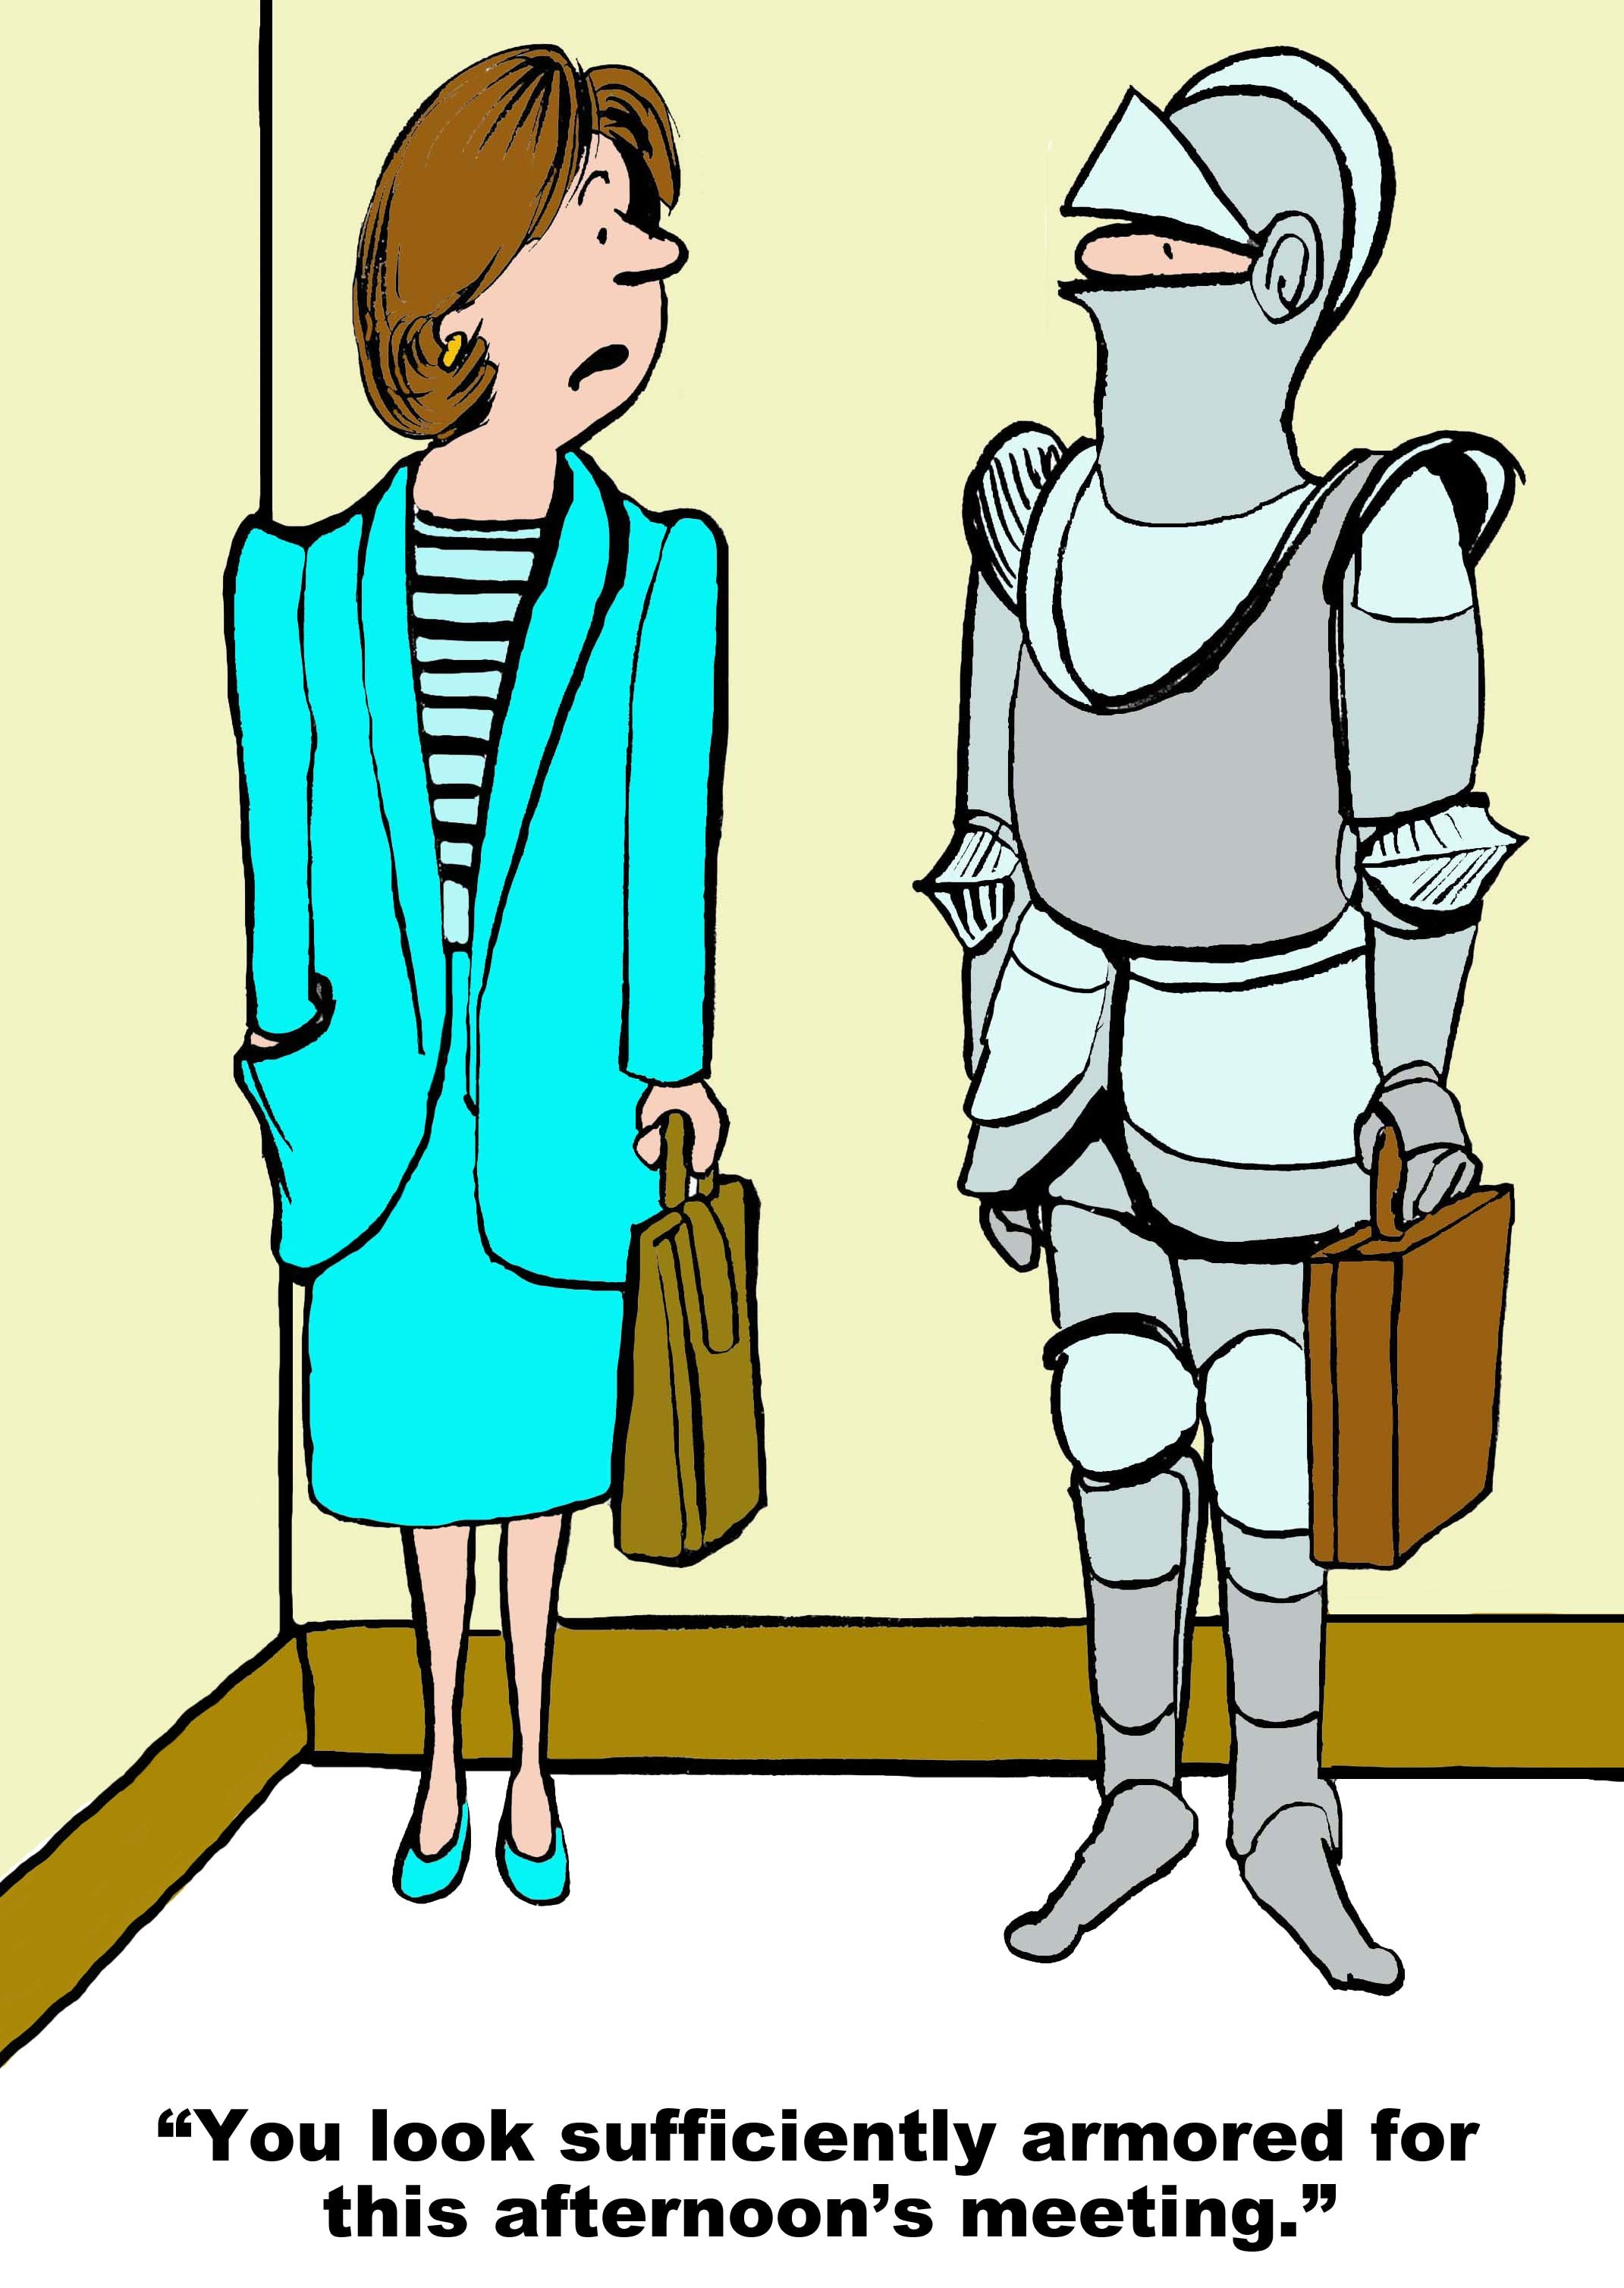 “You look sufficiently armored for
this afternoon’s meeting.”